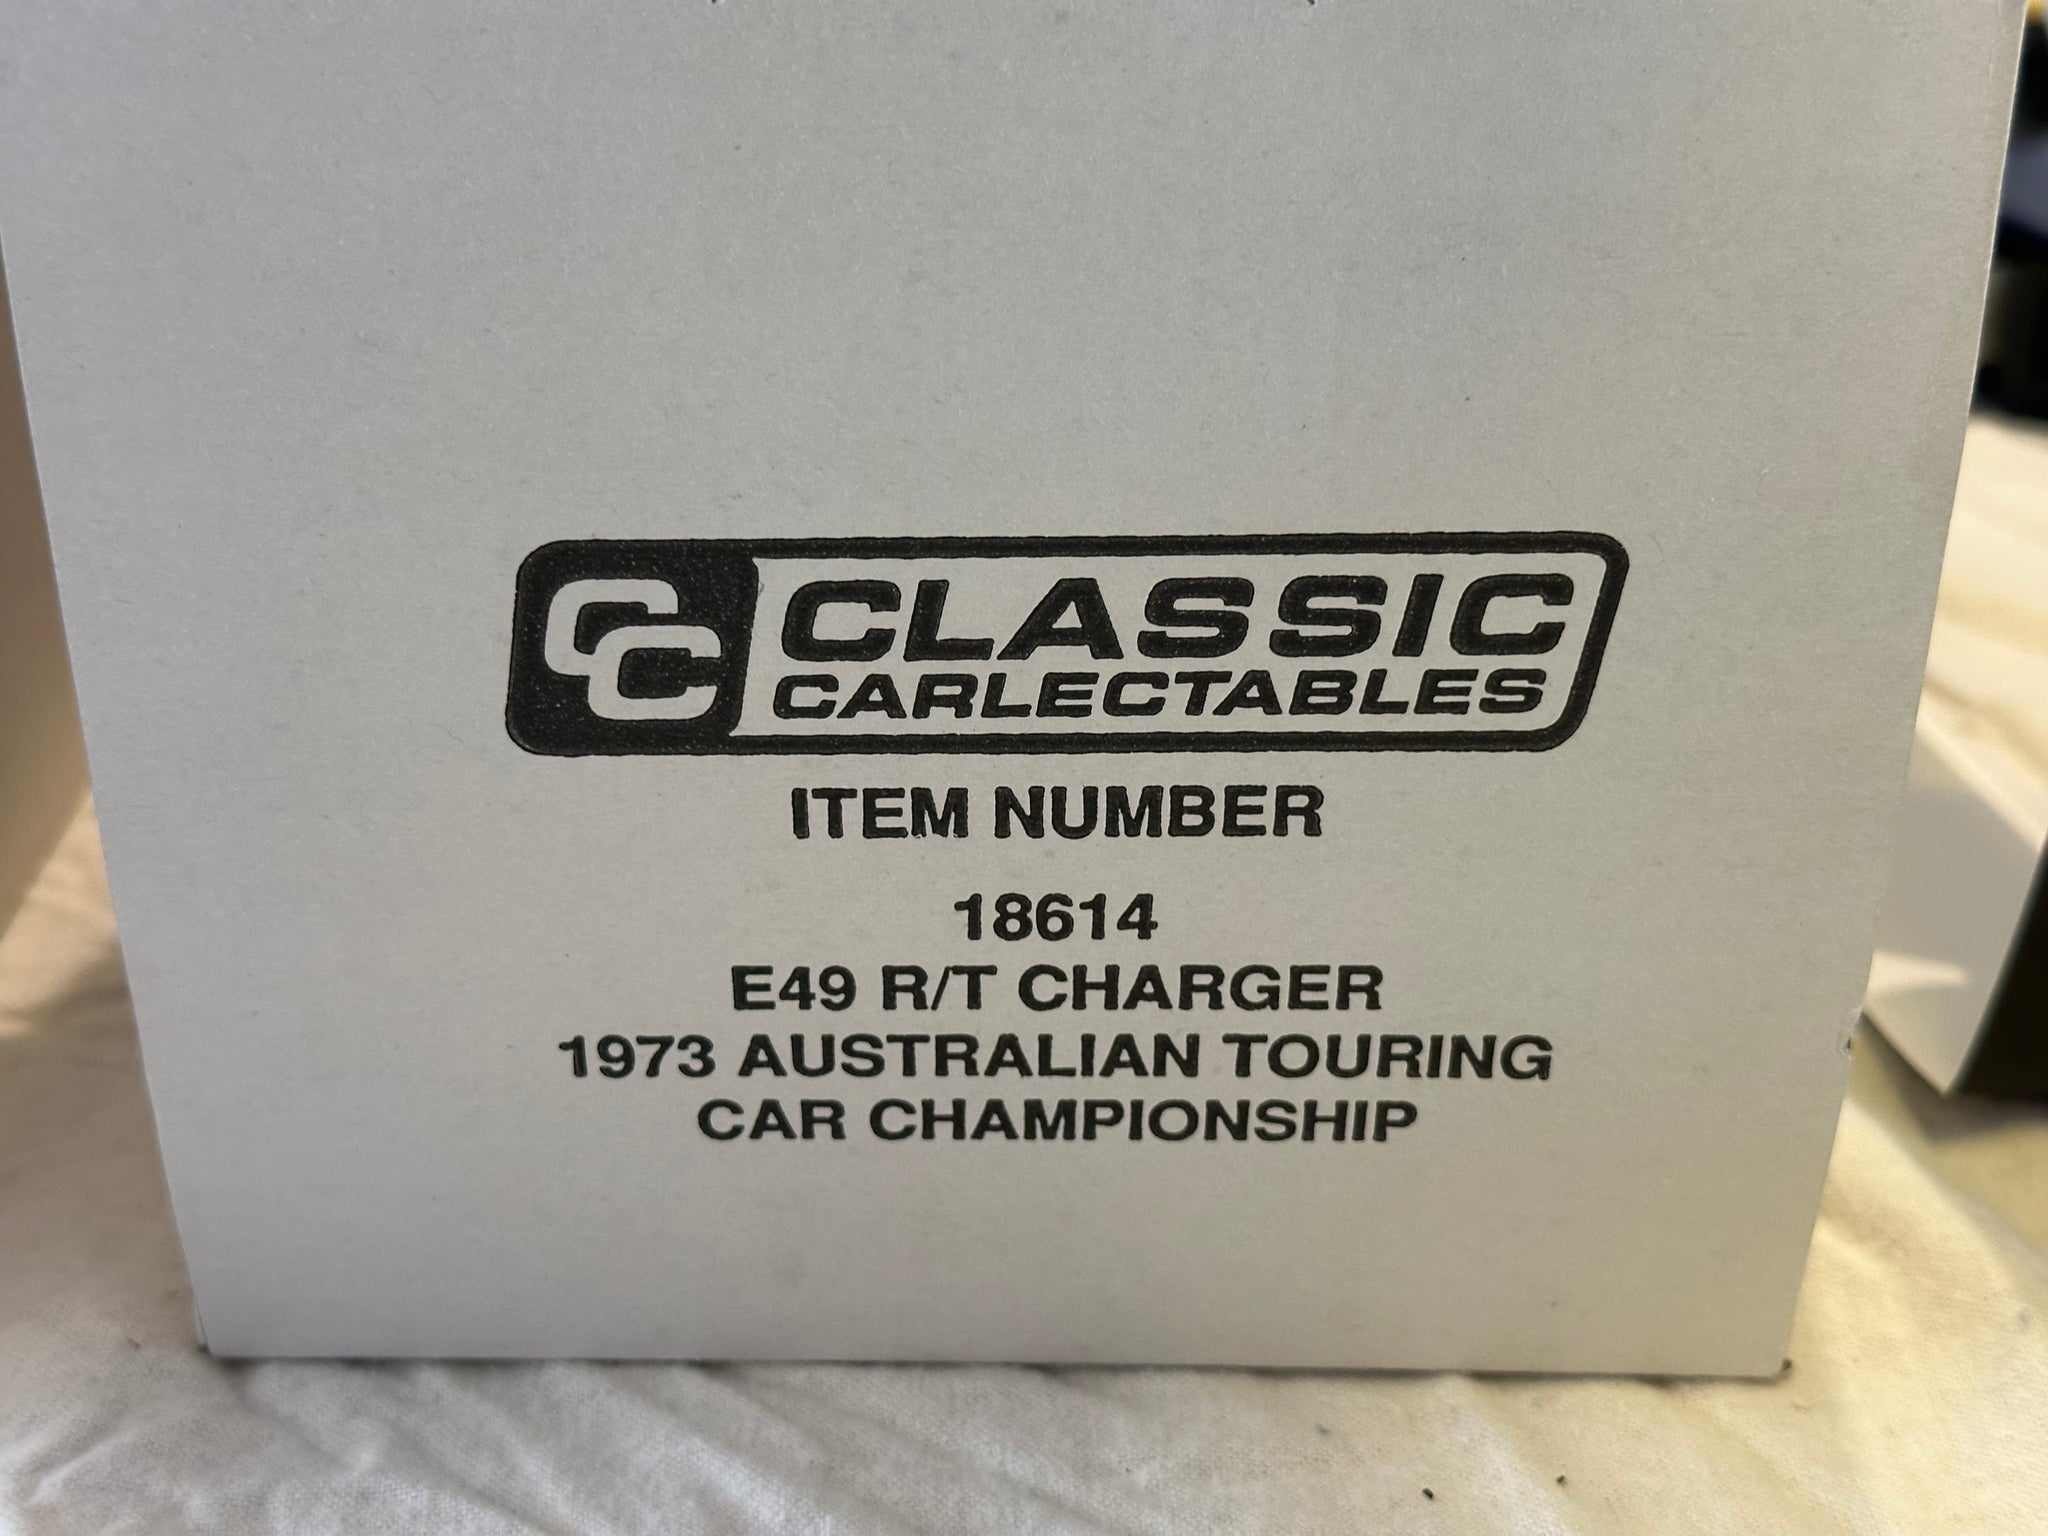 CC CLASSIC
CARLECTABLES
ITEM NUMBER
18614
E49 R/T CHARGER
1973 AUSTRALIAN TOURING
CAR CHAMPIONSHIP